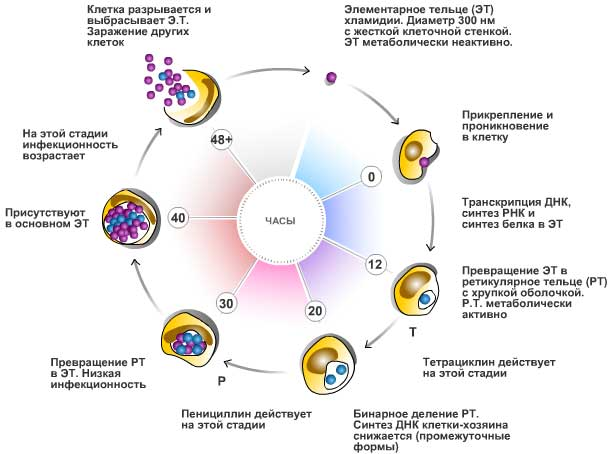 Клетка разрывается и
выбрасывает Э.Т.
Заражение других
клеток
Элементарное тельце (ЭТ)
хламидии. Диаметр 300 нм
с жесткой клеточной стенкой.
ЭТ метаболически неактивно.
Прикрепление и
проникновение
в клетку
На этой стадии
инфекционность
возрастает
48+
0
Присутствуют
в основном ЭТ
40
ЧАСЫ
Транскрипция ДНК,
синтез РНК и
синтез белка в ЭТ
12
Превращение ЭТ в
ретикулярное тельце (РТ)
с хрупкой оболочкой.
Р.Т. метаболически
активно
30
20
T
Превращение РТ
в ЭТ. Низкая
инфекционность
P
Тетрациклин действует
на этой стадии
Пенициллин действует
на этой стадии
Бинарное деление РТ.
Синтез ДНК клетки-хозяина
снижается (промежуточные
формы)